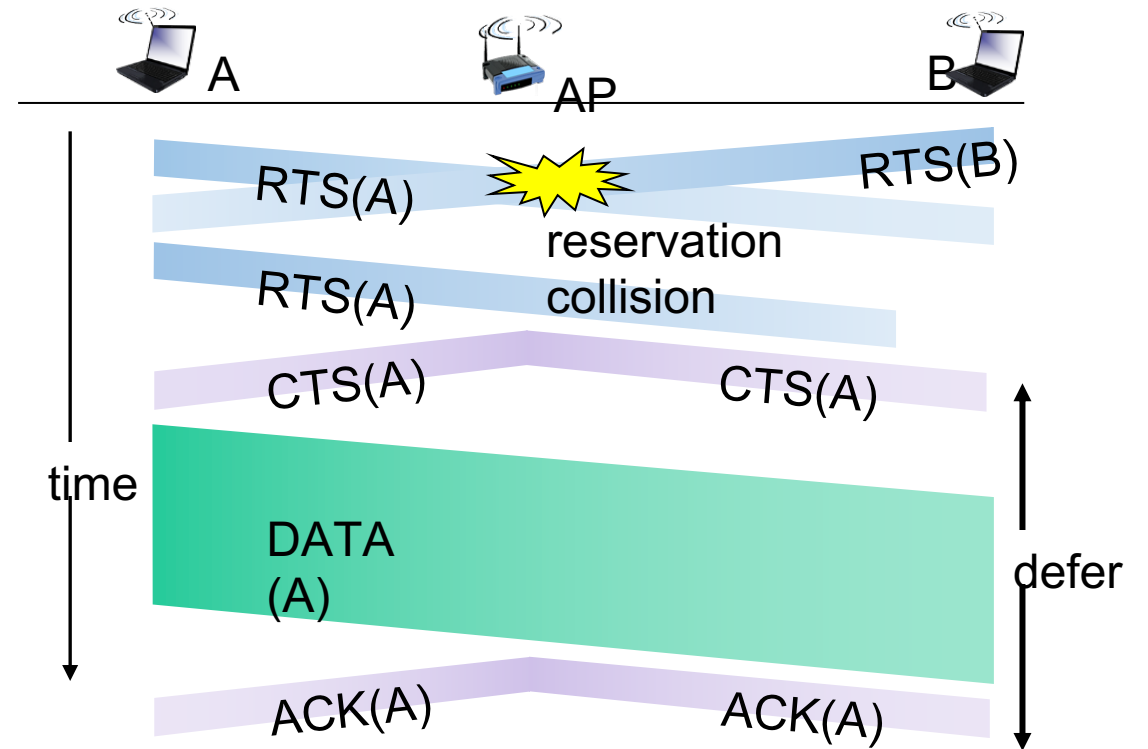 A
AP
B
RTS(A)
RTS(B)
reservation
collision
RTS(A)
CTS(A)
CTS(A)
time
DATA
(A)
defer
ACK(A)
ACK(A)